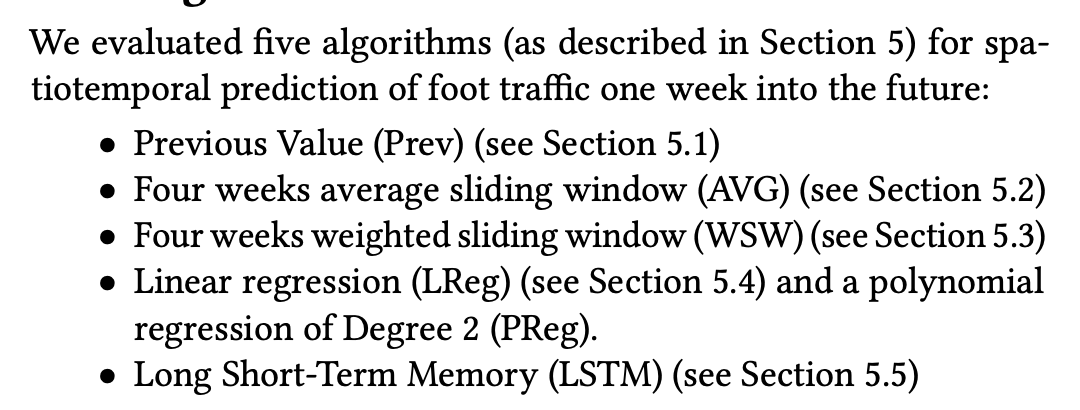 We evaluated five algorithms (as described in Section 5) for spa-
tiotemporal prediction of foot traffic one week into the future:
• Previous Value (Prev) (see Section 5.1)
• Four weeks average sliding window (AVG) (see Section 5.2)
• Four weeks weighted sliding window (WSW) (see Section 5.3)
• Linear regression (LReg) (see Section 5.4) and a polynomial
regression of Degree 2 (PReg).
• Long Short-Term Memory (LSTM) (see Section 5.5)